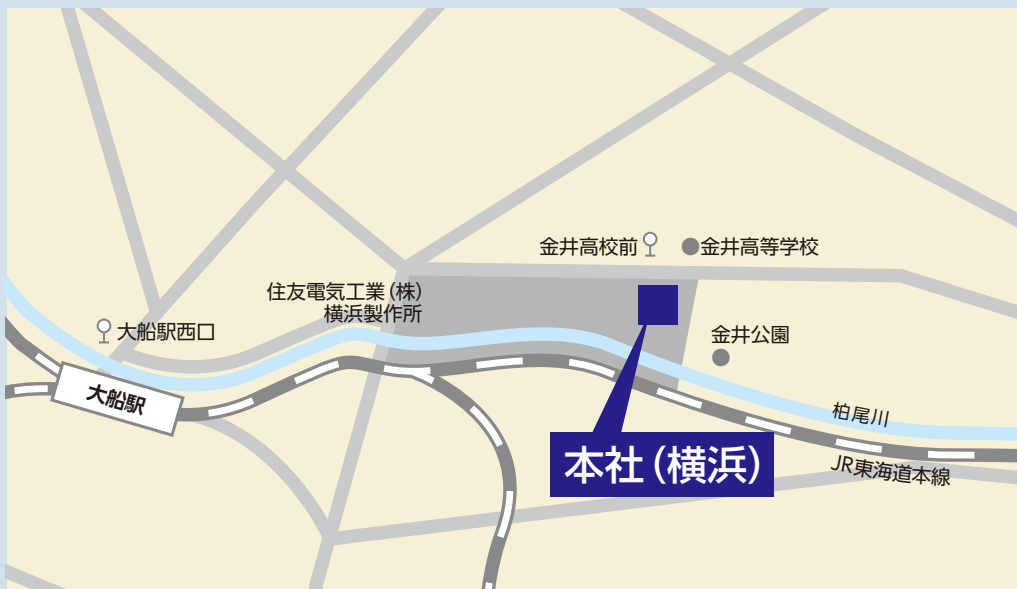 金井高校前
金井高等学校
住友電気工業(株)
横浜製作所
大船駅西口
金井公園
大船駅
柏尾川
本社(横浜)
JR東海道本線